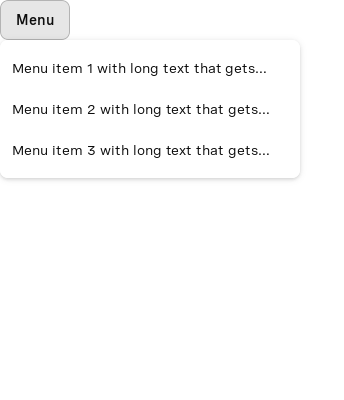 Menu
Menu item 1 with long text that gets...
Menu item 2 with long text that gets...
Menu item 3 with long text that gets...